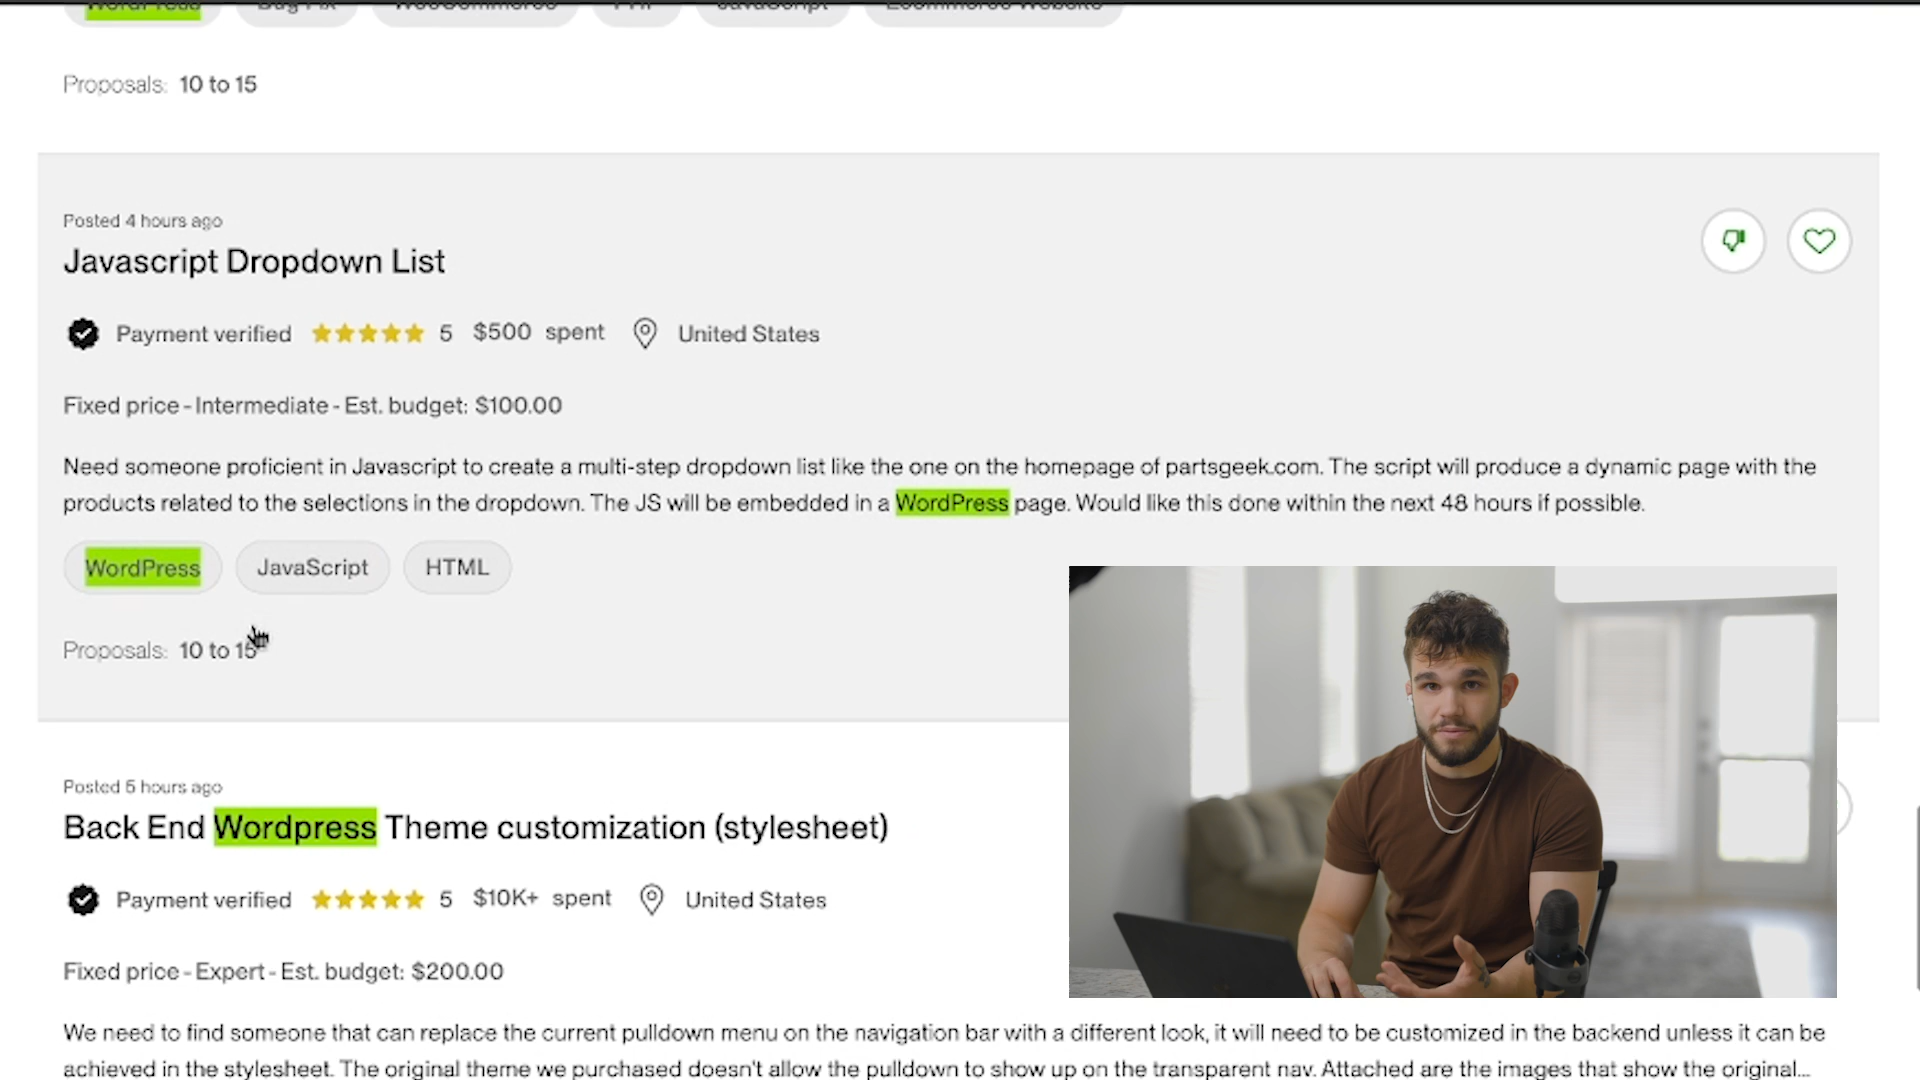 WordPress Bug Fix WooCommerce PHP JavaScript Ecommerce Website
Proposals: 10 to 15
Posted 4 hours ago
Javascript Dropdown List
Payment verified 5 $500 spent United States
Fixed price - Intermediate - Est. budget: $100.00
Need someone proficient in Javascript to create a multi-step dropdown list like the one on the homepage of partsgeek.com. The script will produce a dynamic page with the
products related to the selections in the dropdown. The JS will be embedded in a WordPress page. Would like this done within the next 48 hours if possible.
WordPress JavaScript HTML
Proposals: 10 to 15
Posted 5 hours ago
Back End Wordpress Theme customization (stylesheet)
Payment verified 5 $10K+ spent United States
Fixed price - Expert - Est. budget: $200.00
We need to find someone that can replace the current pulldown menu on the navigation bar with a different look, it will need to be customized in the backend unless it can be
achieved in the stylesheet. The original theme we purchased doesn't allow the pulldown to show up on the transparent nav. Attached are the images that show the original...